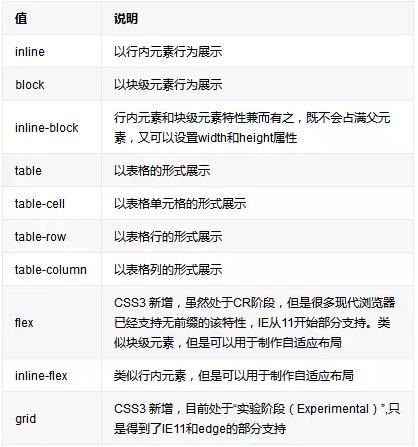 值 说明
inline 以行内元素行为展示
block 以块级元素行为展示
inline-block 行内元素和块级元素特性兼而有之，既不会占满父元
素，又可以设置width和height属性
table 以表格的形式展示
table-cell 以表格单元格的形式展示
table-row 以表格行的形式展示
table-column 以表格列的形式展示
flex CSS3 新增，虽然处于CR阶段，但是很多现代浏览器
已经支持无前缀的该特性，IE从11开始部分支持。类
似块级元素，但是可以用于制作自适应布局
inline-flex 类似行内元素，但是可以用于制作自适应布局
grid CSS3 新增，目前处于“实验阶段（Experimental）”,只
是得到了IE11和edge的部分支持